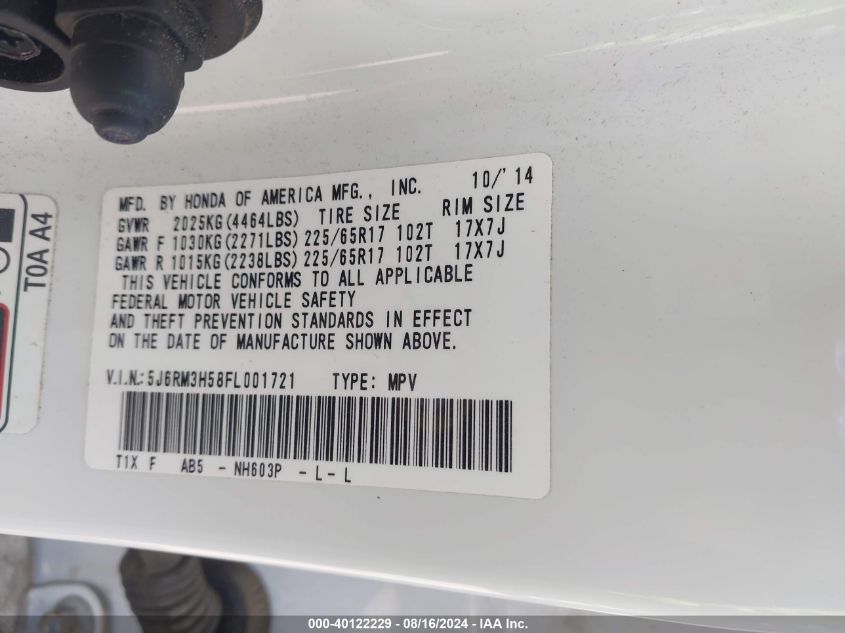 MFD. BY HONDA OF AMERICA MFG., INC. 10/'14
GVWR 2025KG(4464LBS) TIRE SIZE RIM SIZE
GAWR F 1030KG(2271LBS) 225/65R17 102T 17X7J
GAWR R 1015KG(2238LBS) 225/65R17 102T 17X7J
THIS VEHICLE CONFORMS TO ALL APPLICABLE
FEDERAL MOTOR VEHICLE SAFETY
AND THEFT PREVENTION STANDARDS IN EFFECT
ON THE DATE OF MANUFACTURE SHOWN ABOVE.
V.I.N.:5J6RM3H58FL001721 TYPE: MPV
T1X F AB5 - NH603P - L - L
T0A A4
000-40122229 - 08/16/2024 - IAA Inc.